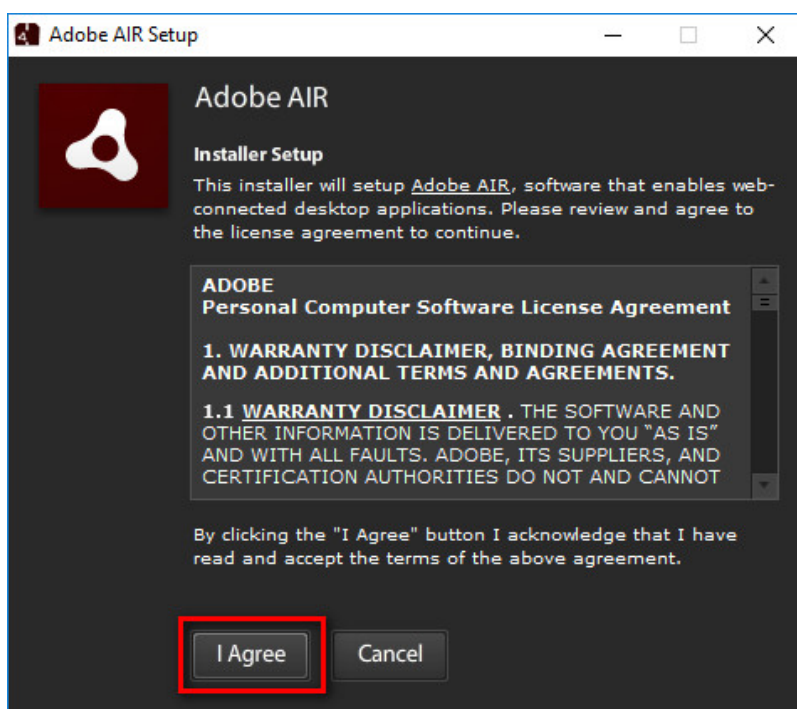 Adobe AIR Setup
Adobe AIR
Installer Setup
This installer will setup Adobe AIR, software that enables web-
connected desktop applications. Please review and agree to
the license agreement to continue.
ADOBE
Personal Computer Software License Agreement
1. WARRANTY DISCLAIMER, BINDING AGREEMENT
AND ADDITIONAL TERMS AND AGREEMENTS.
1.1 WARRANTY DISCLAIMER . THE SOFTWARE AND
OTHER INFORMATION IS DELIVERED TO YOU “AS IS”
AND WITH ALL FAULTS. ADOBE, ITS SUPPLIERS, AND
CERTIFICATION AUTHORITIES DO NOT AND CANNOT
By clicking the "I Agree" button I acknowledge that I have
read and accept the terms of the above agreement.
I Agree
Cancel